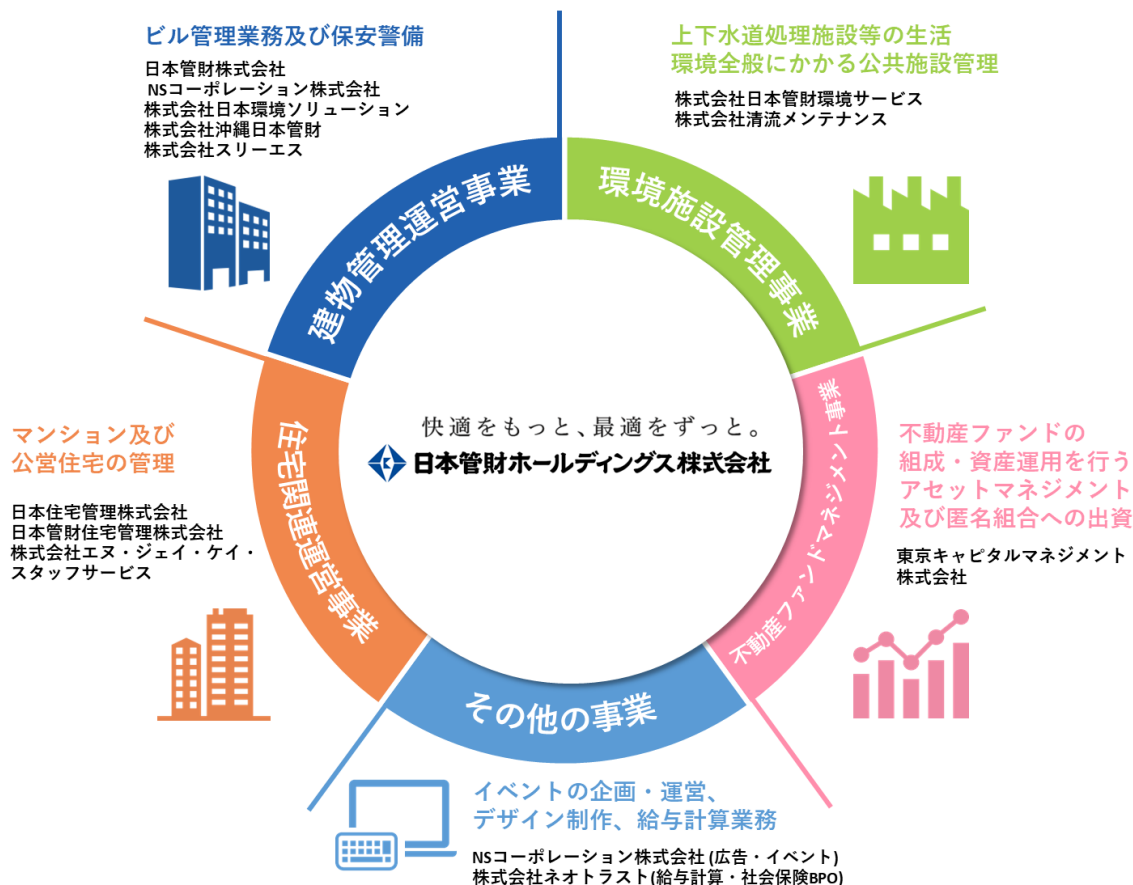 ビル管理業務及び保安警備
日本管財株式会社
NSコーポレーション株式会社
株式会社日本環境ソリューション
株式会社沖縄日本管財
株式会社スリーエス
上下水道処理施設等の生活
環境全般にかかる公共施設管理
株式会社日本管財環境サービス
株式会社清流メンテナンス
建物管理運営事業
環境施設管理事業
快適をもっと、最適をずっと。
日本管財ホールディングス株式会社
マンション及び
公営住宅の管理
日本住宅管理株式会社
日本管財住宅管理株式会社
株式会社エヌ・ジェイ・ケイ・
スタッフサービス
住宅関連運営事業
不動産ファンドマネジメント事業
不動産ファンドの
組成・資産運用を行う
アセットマネジメント
及び匿名組合への出資
東京キャピタルマネジメント
株式会社
その他の事業
イベントの企画・運営、
デザイン制作、給与計算業務
NSコーポレーション株式会社(広告・イベント)
株式会社ネオトラスト(給与計算・社会保険BPO)